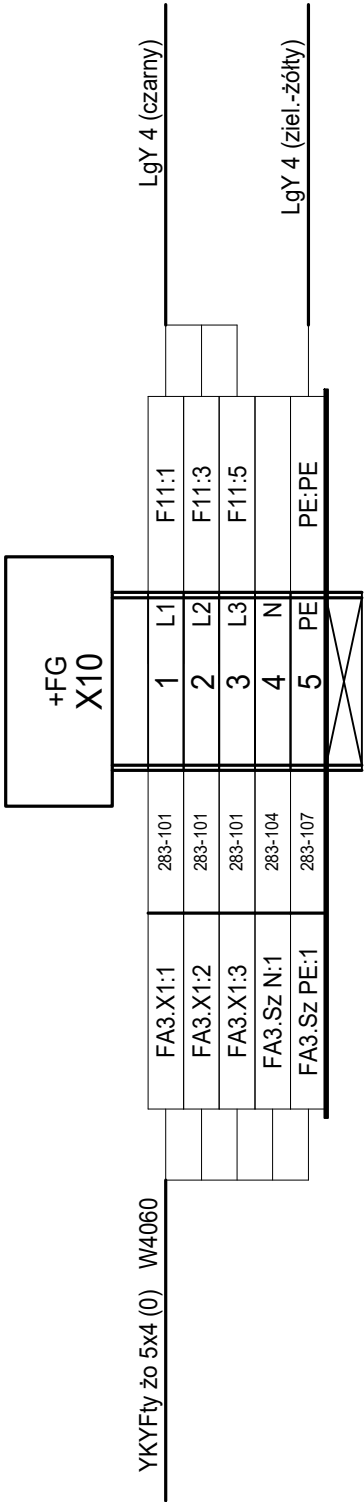 +FG
X10
YKYFty żo 5x4 (0) W4060
FA3.X1:1 283-101 1 L1 F11:1
FA3.X1:2 283-101 2 L2 F11:3
FA3.X1:3 283-101 3 L3 F11:5
FA3.Sz N:1 283-104 4 N
FA3.Sz PE:1 283-107 5 PE PE:PE
LgY 4 (czarny)
LgY 4 (ziel.-żółty)